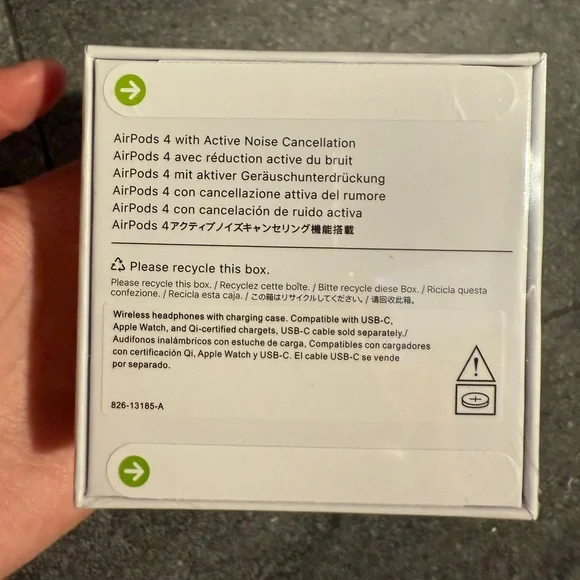 AirPods 4 with Active Noise Cancellation
AirPods 4 avec réduction active du bruit
AirPods 4 mit aktiver Geräuschunterdrückung
AirPods 4 con cancellazione attiva del rumore
AirPods 4 con cancelación de ruido activa
AirPods 4アクティブノイズキャンセリング機能搭載
Please recycle this box.
Please recycle this box. / Recyclez cette boîte. / Bitte recycle diese Box. / Ricicla questa
confezione. / Recicla esta caja. / この箱はリサイクルしてください。/ 请回收此箱。
Wireless headphones with charging case. Compatible with USB-C,
Apple Watch, and Qi-certified chargets, USB-C cable sold separately./
Audífonos inalámbricos con estuche de carga, Compatibles con cargadores
con certificación Qi, Apple Watch y USB-C. El cable USB-C se vende
por separado.
826-13185-A